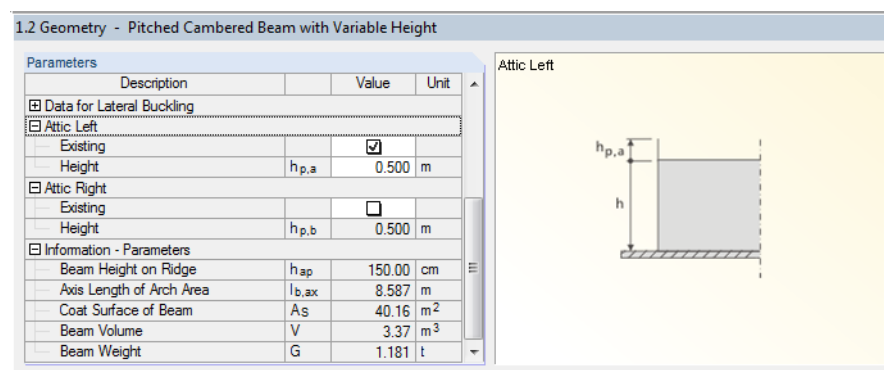 1.2 Geometry - Pitched Cambered Beam with Variable Height
Parameters
Description Value Unit
Data for Lateral Buckling
Attic Left
Existing
Height hp,a 0.500 m
Attic Right
Existing
Height hp,b 0.500 m
Information - Parameters
Beam Height on Ridge hap 150.00 cm
Axis Length of Arch Area lb,ax 8.587 m
Coat Surface of Beam As 40.16 m2
Beam Volume V 3.37 m3
Beam Weight G 1.181 t
Attic Left
hp,a
h